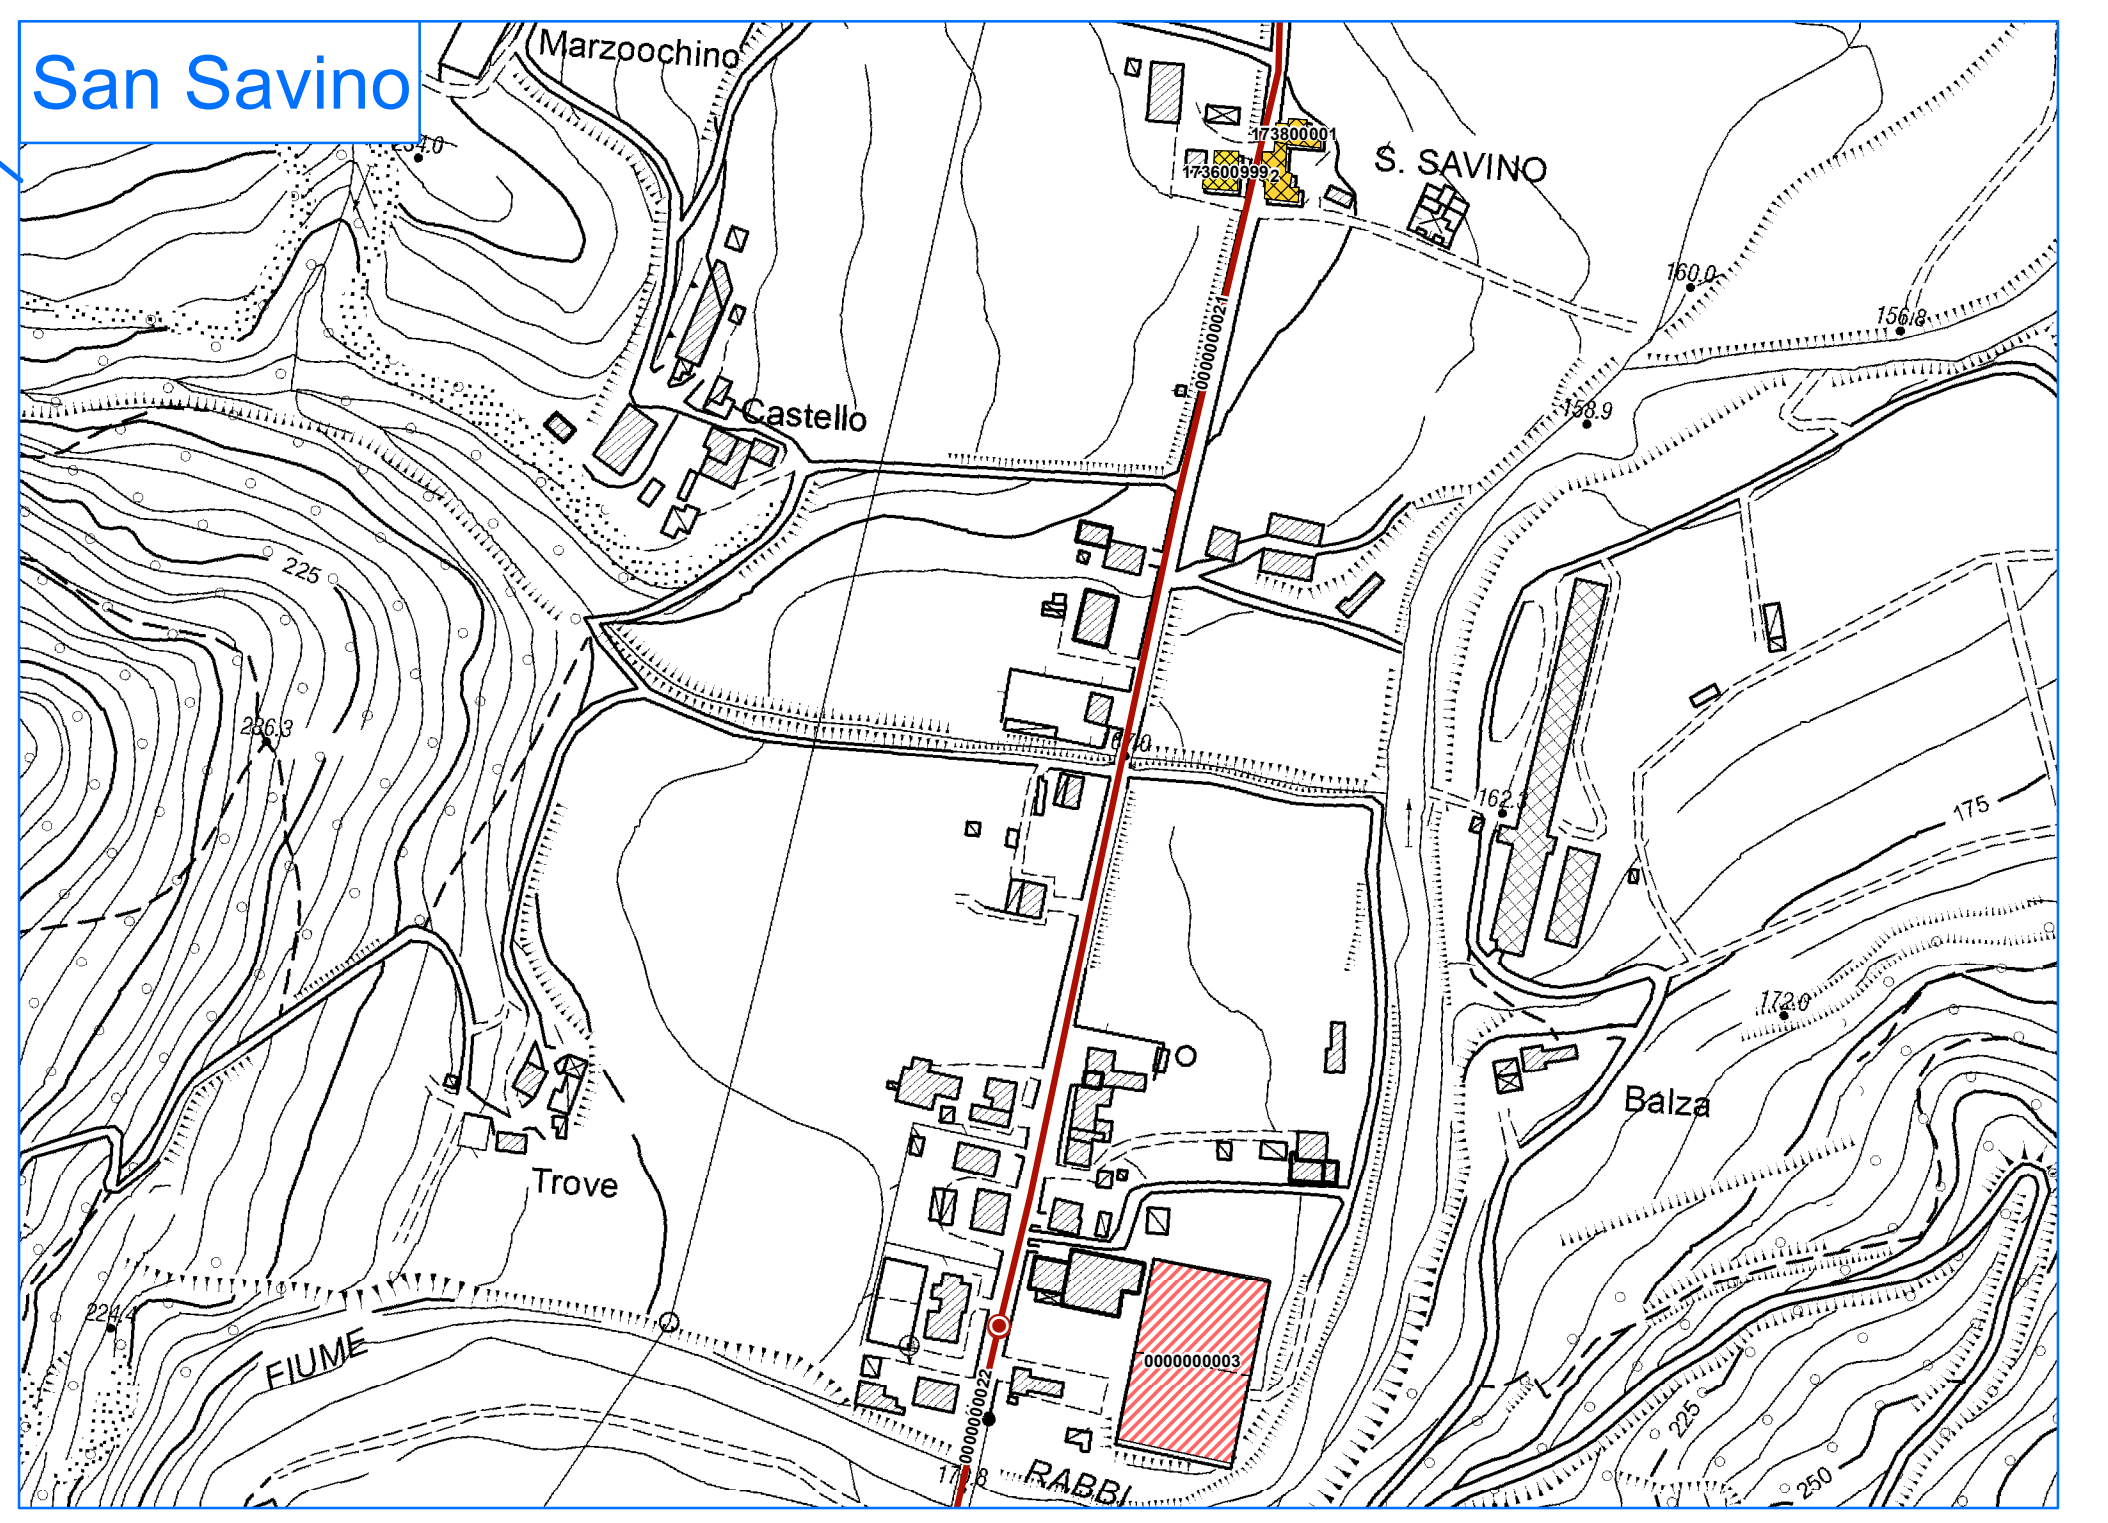 San Savino
Marzoochino
173800001
S. SAVINO
1736009992
160.0
156.8
0000000021
158.9
Castello
225
286.3
162.3
175
172.0
Balza
Trove
224.4
FIUME
0000000003
0000000022
225
250
RABBI